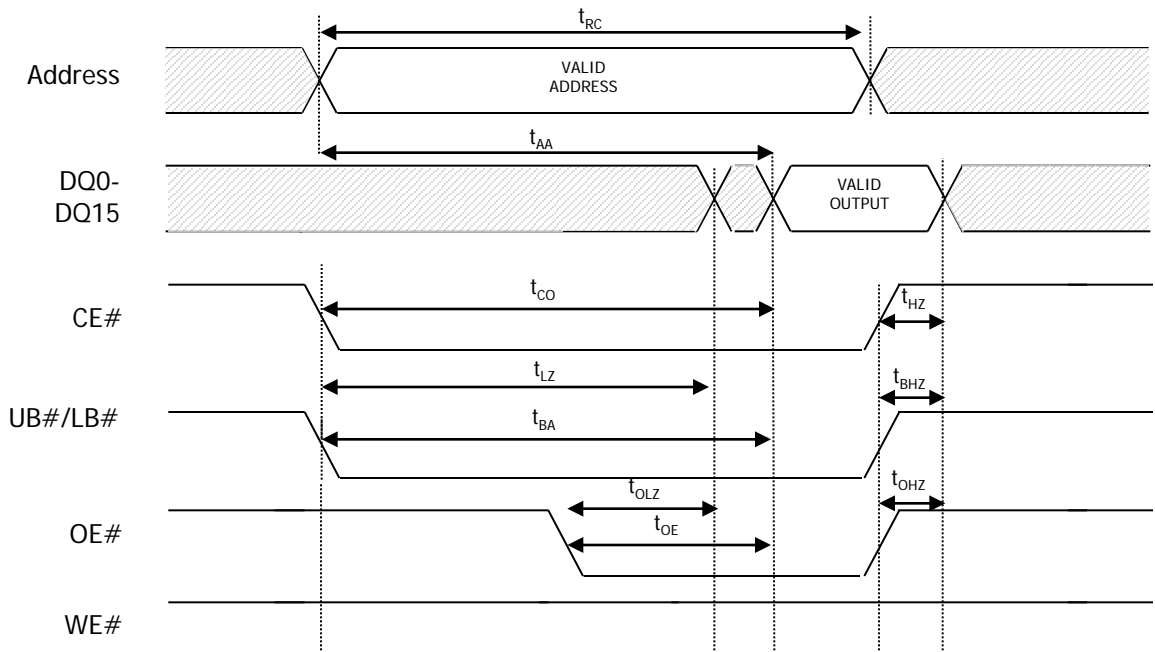 tRC
Address
VALID
ADDRESS
tAA
DQ0-
DQ15
VALID
OUTPUT
CE#
tCO
tHZ
tLZ
tBHZ
UB#/LB#
tBA
tOLZ
tOHZ
OE#
tOE
WE#